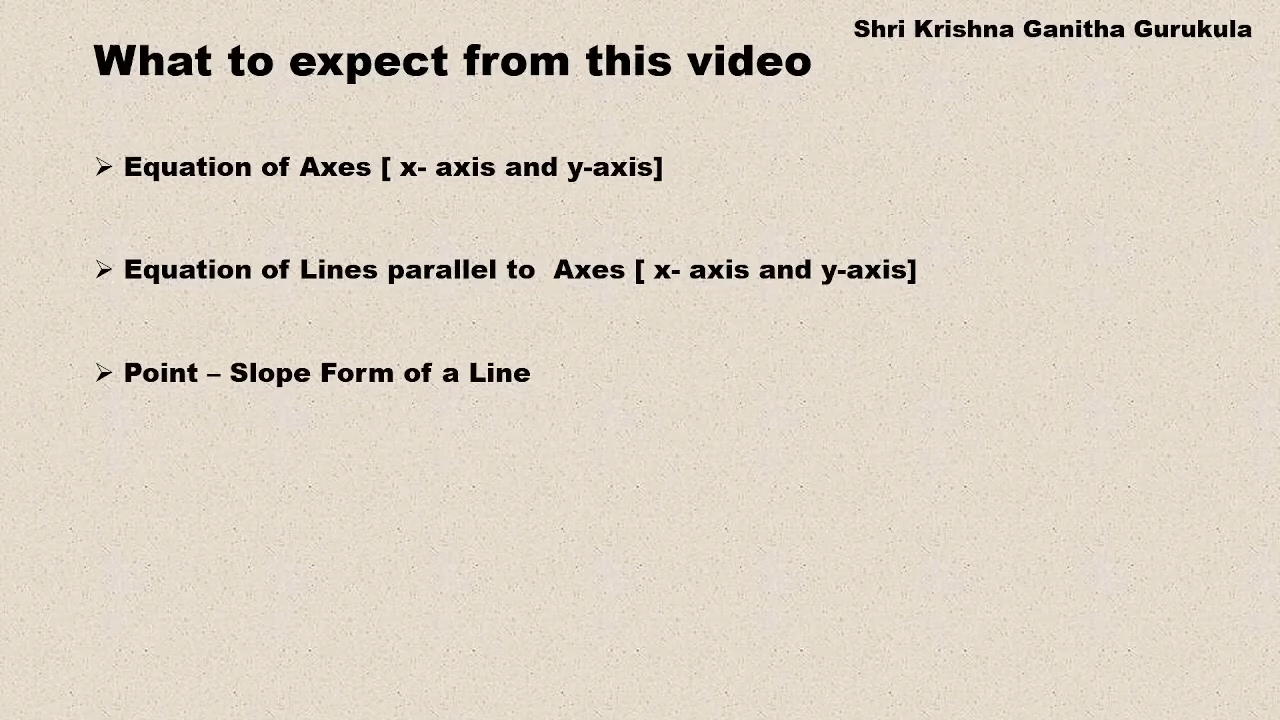 Shri Krishna Ganitha Gurukula
What to expect from this video
➢ Equation of Axes [ x- axis and y-axis]
➢ Equation of Lines parallel to  Axes [ x- axis and y-axis]
➢ Point – Slope Form of a Line